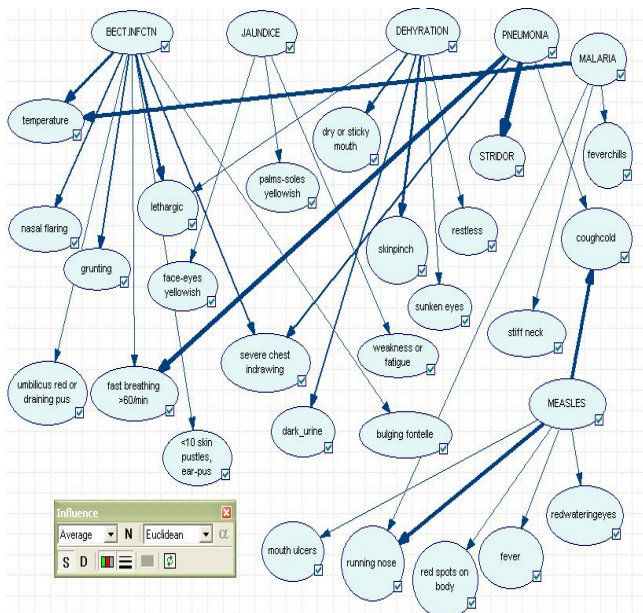 BECT.INFCTN
JAUNDICE
DEHYRATION
PNEUMONIA
MALARIA
temperature
dry or sticky
mouth
STRIDOR
feverchills
palms-soles
yellowish
lethargic
nasal flaring
restless
coughcold
skinpinch
grunting
face-eyes
yellowish
sunken eyes
stiff neck
severe chest
indrawing
weakness or
fatigue
umbilicus red or
draining pus
fast breathing
>60/min
MEASLES
dark_urine
bulging fontelle
<10 skin
pustles,
ear-pus
redwateringeyes
Influence
Average
N
Euclidean
α
S
D
mouth ulcers
running nose
red spots on
body
fever